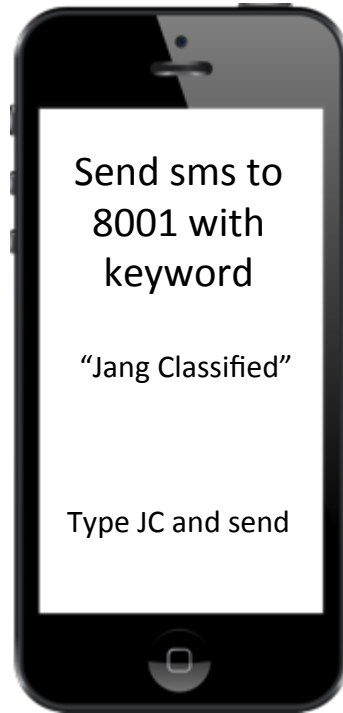 Send sms to
8001 with
keyword
“Jang Classified”
Type JC and send